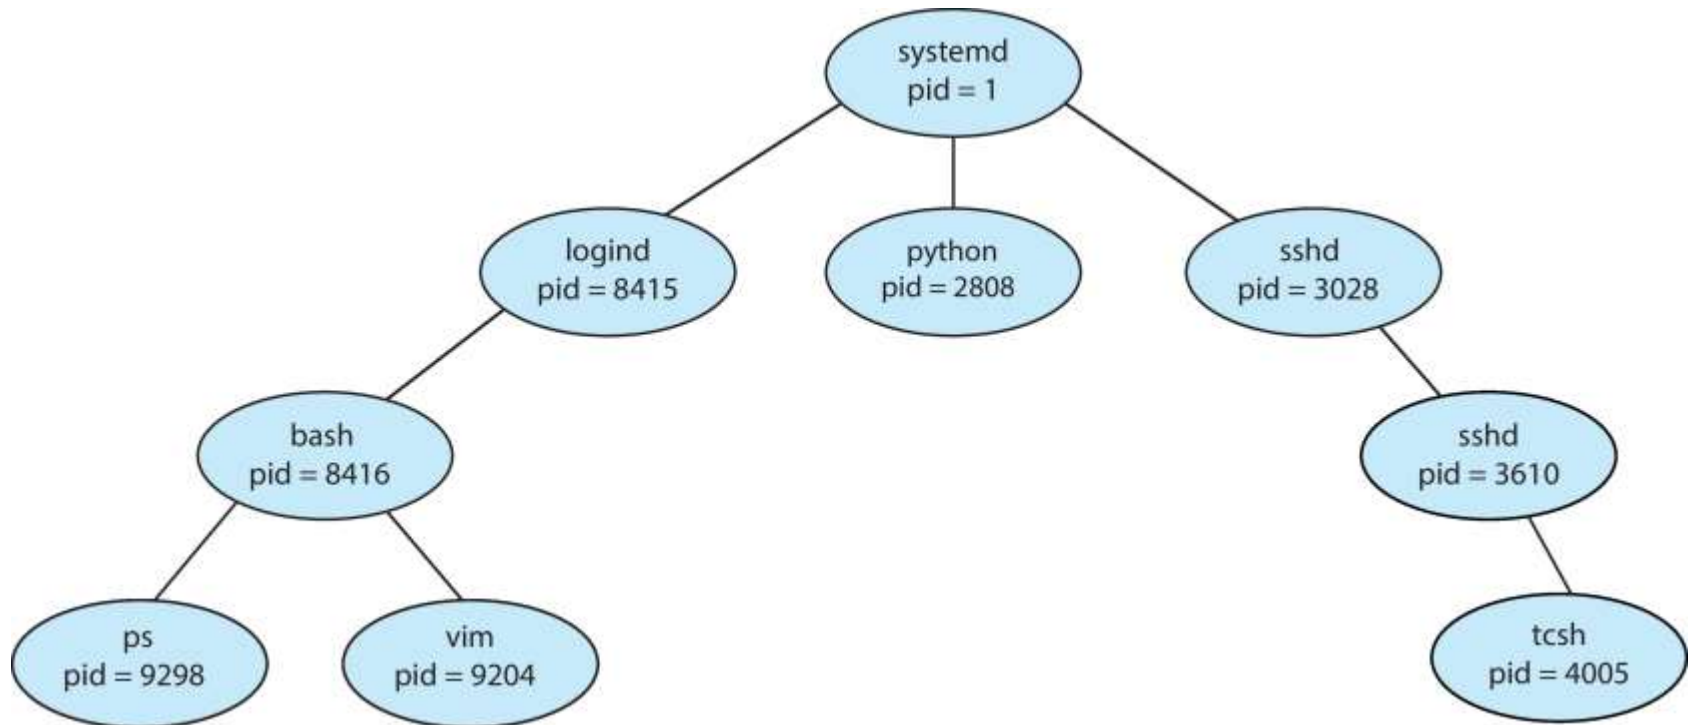 systemd
pid = 1
logind
pid = 8415
python
pid = 2808
sshd
pid = 3028
bash
pid = 8416
sshd
pid = 3610
ps
pid = 9298
vim
pid = 9204
tcsh
pid = 4005